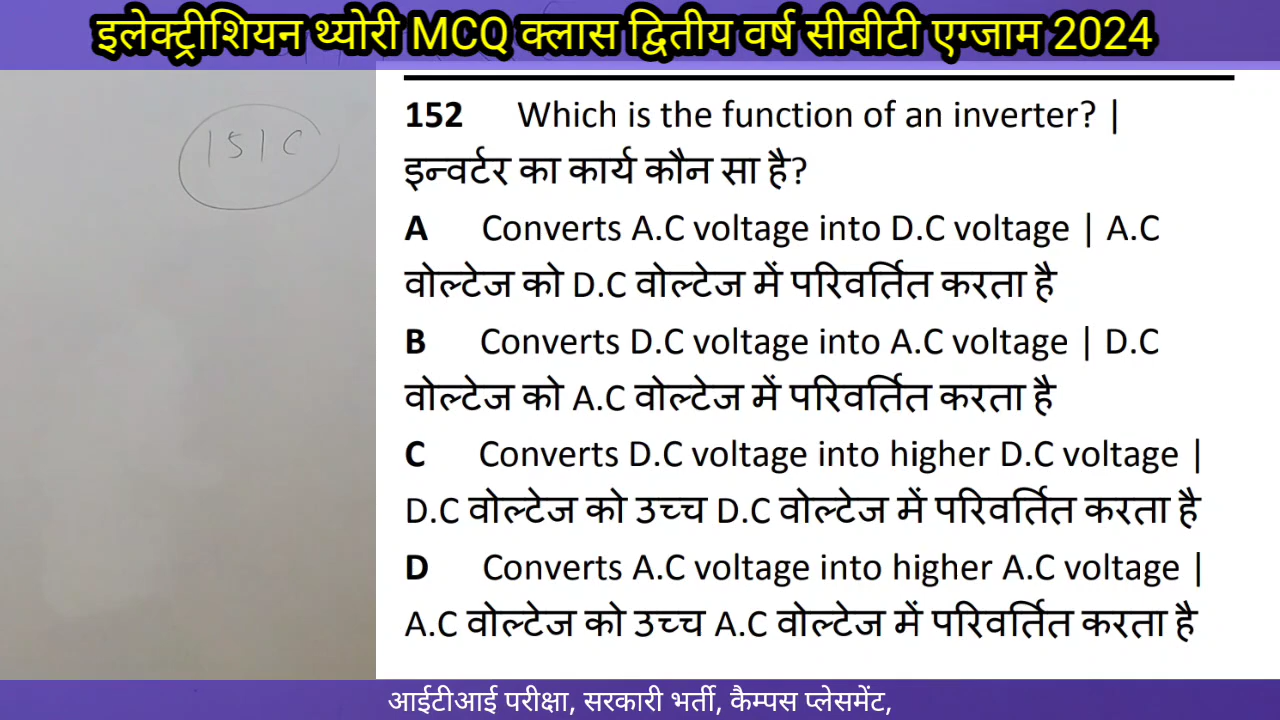 इलेक्ट्रीशियन थ्योरी MCQ क्लास द्वितीय वर्ष सीबीटी एग्जाम 2024
151 C
152 Which is the function of an inverter? |
इन्वर्टर का कार्य कौन सा है?
A Converts A.C voltage into D.C voltage | A.C
वोल्टेज को D.C वोल्टेज में परिवर्तित करता है
B Converts D.C voltage into A.C voltage | D.C
वोल्टेज को A.C वोल्टेज में परिवर्तित करता है
C Converts D.C voltage into higher D.C voltage |
D.C वोल्टेज को उच्च D.C वोल्टेज में परिवर्तित करता है
D Converts A.C voltage into higher A.C voltage |
A.C वोल्टेज को उच्च A.C वोल्टेज में परिवर्तित करता है
आईटीआई परीक्षा, सरकारी भर्ती, कैम्पस प्लेसमेंट,